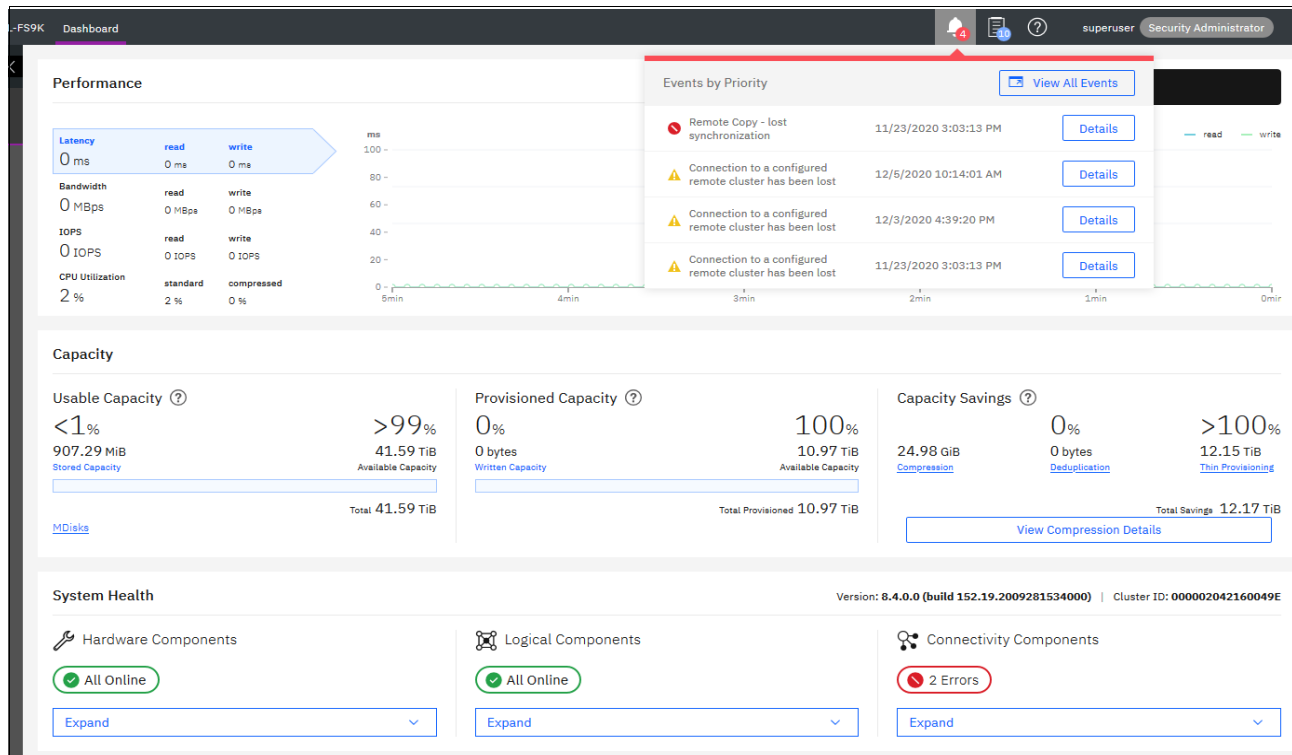 -FS9K Dashboard 4 10 ? superuser Security Administrator
Performance
Events by Priority View All Events
Remote Copy - lost
synchronization
11/23/2020 3:03:13 PM Details
Connection to a configured
remote cluster has been lost
12/5/2020 10:14:01 AM Details
Connection to a configured
remote cluster has been lost
12/3/2020 4:39:20 PM Details
Connection to a configured
remote cluster has been lost
11/23/2020 3:03:13 PM Details
Latency read write
0 ms 0 ms 0 ms
Bandwidth read write
0 MBps 0 MBps 0 MBps
IOPS read write
0 IOPS 0 IOPS 0 IOPS
CPU Utilization standard compressed
2 % 2 % 0 %
ms
100
80
60
40
20
0
5min 4min 3min 2min 1min 0min
read write
Capacity
Usable Capacity ?
<1% >99%
907.29 MiB 41.59 TiB
Stored Capacity Available Capacity
Total 41.59 TiB
MDisks
Provisioned Capacity ?
0% 100%
0 bytes 10.97 TiB
Written Capacity Available Capacity
Total Provisioned 10.97 TiB
Capacity Savings ?
0% >100%
24.98 GiB 0 bytes 12.15 TiB
Compression Deduplication Thin Provisioning
Total Savings 12.17 TiB
View Compression Details
System Health Version: 8.4.0.0 (build 152.19.2009281534000) | Cluster ID: 000002042160049E
Hardware Components Logical Components Connectivity Components
All Online All Online 2 Errors
Expand Expand Expand